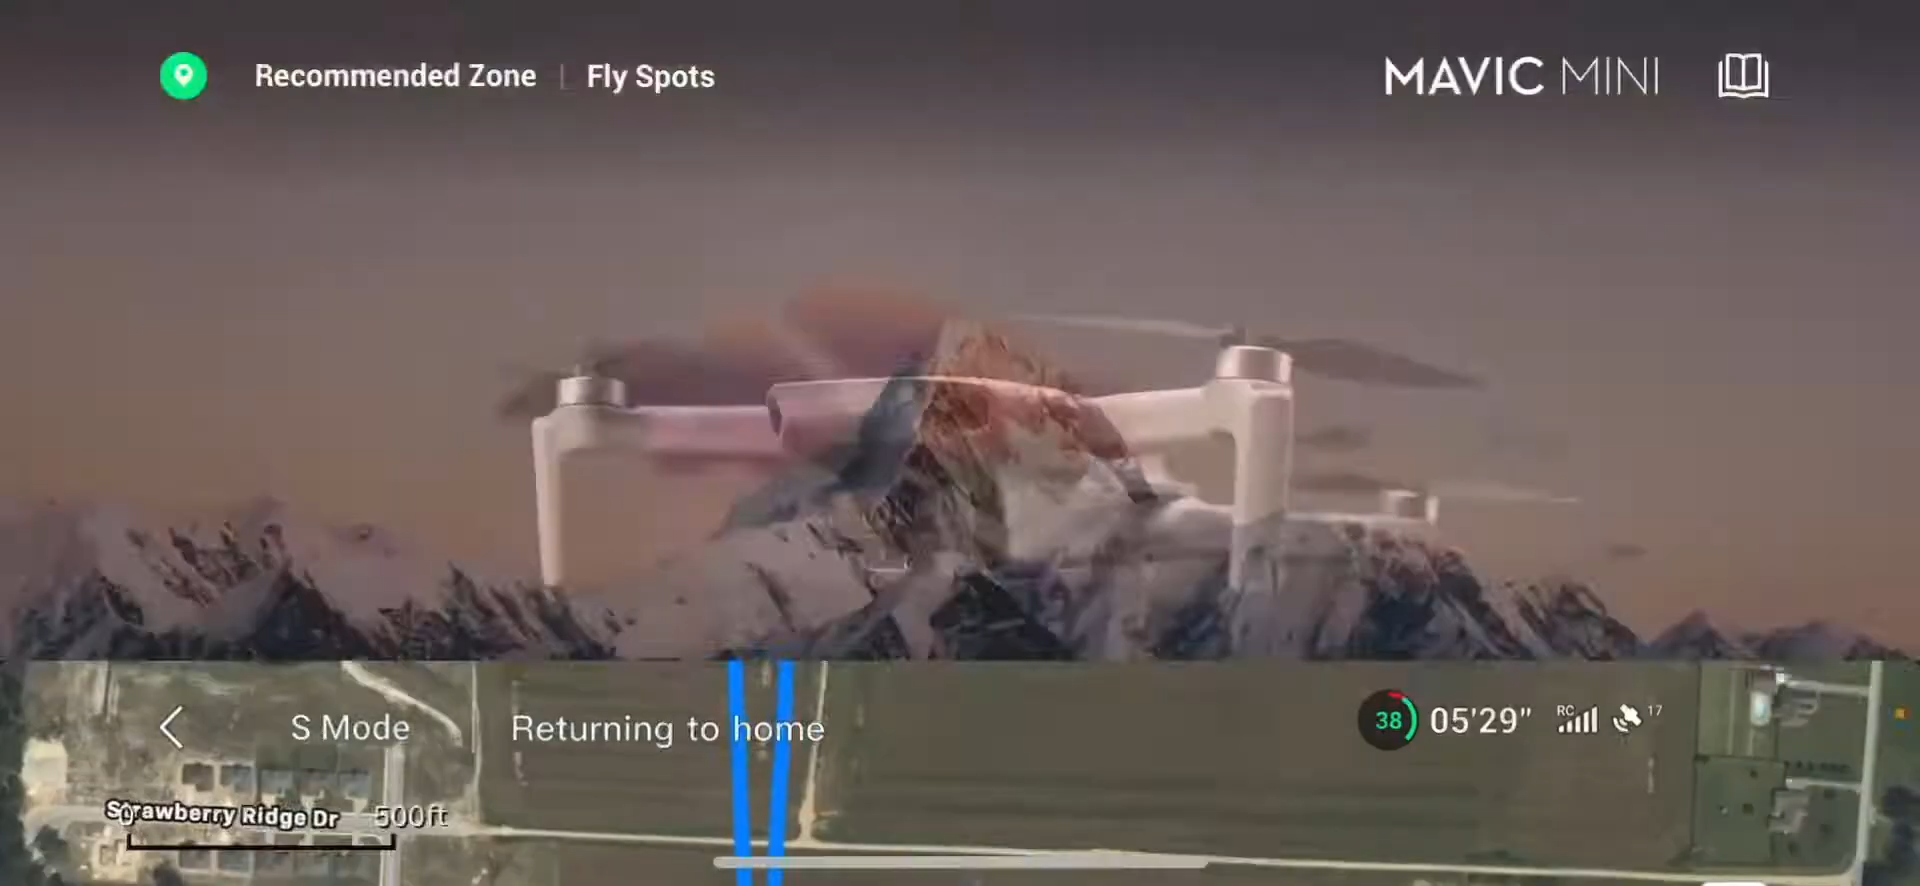 Recommended Zone | Fly Spots
MAVIC MINI
S Mode
Returning to home
38
05'29"
RC
17
Strawberry Ridge Dr
0
500ft